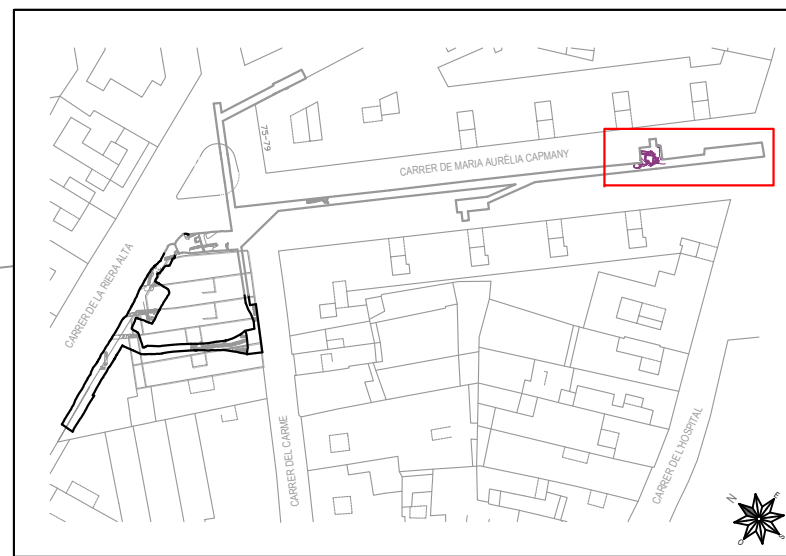 75-79
CARRER DE MARIA AURÈLIA CAPMANY
CARRER DE LA RIERA ALTA
CARRER DEL CARME
CARRER DE L'HOSPITAL
N
E
O
S